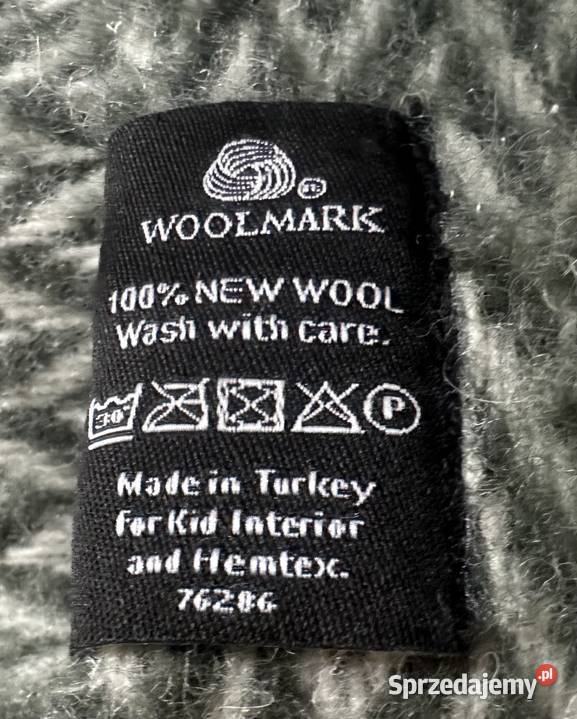 WOOLMARK
100% NEW WOOL
Wash with care.
30° P
Made in Turkey
for Kid Interior
and Hemtex.
76286
Sprzedajemy.pl